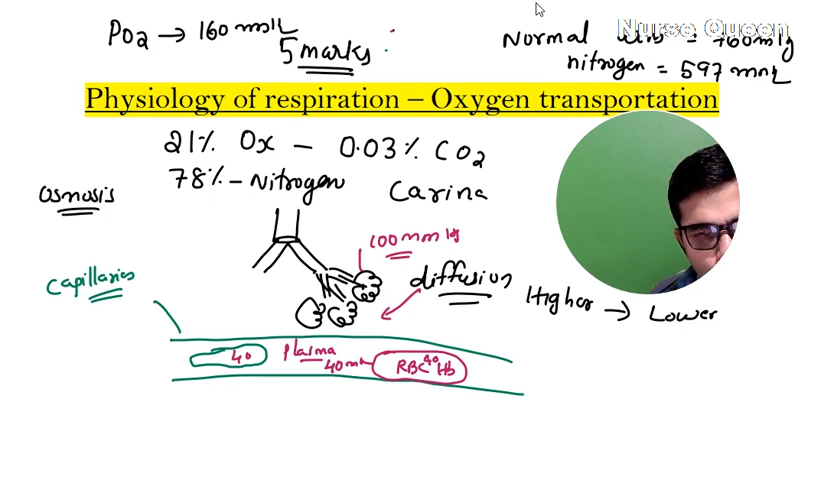 PO2 → 160 mmHg
5 marks :
Nurse Queen
Normal = 760 mmHg
nitrogen = 597 mmHg
Physiology of respiration – Oxygen transportation
21% Ox – 0.03% CO2
78% – Nitrogen
Carina
Osmosis
100 mm Hg
Capillaries
diffusion
Higher → Lower
40
Plasma
40 mm
RBC 40 Hb